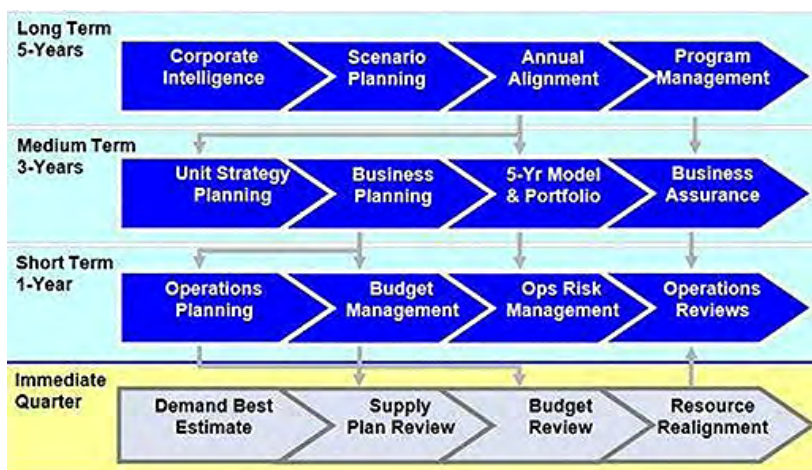 Long Term
5-Years
Corporate
Intelligence
Scenario
Planning
Annual
Alignment
Program
Management
Medium Term
3-Years
Unit Strategy
Planning
Business
Planning
5-Yr Model
& Portfolio
Business
Assurance
Short Term
1-Year
Operations
Planning
Budget
Management
Ops Risk
Management
Operations
Reviews
Immediate
Quarter
Demand Best
Estimate
Supply
Plan Review
Budget
Review
Resource
Realignment